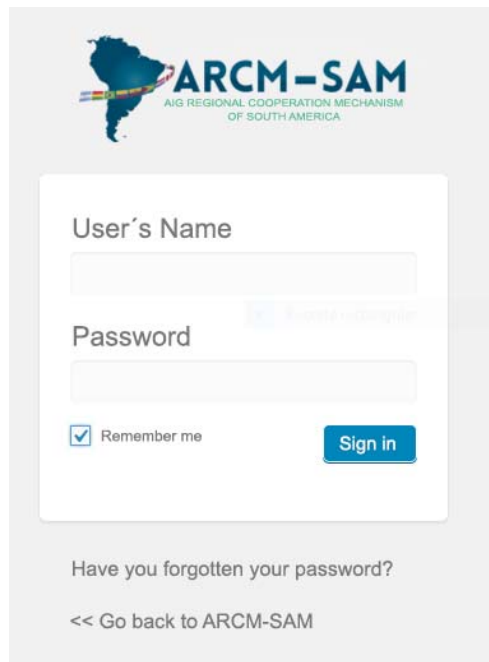 ARCM-SAM
AIG REGIONAL COOPERATION MECHANISM
OF SOUTH AMERICA
User´s Name
Password
Remember me
Sign in
Have you forgotten your password?
<< Go back to ARCM-SAM